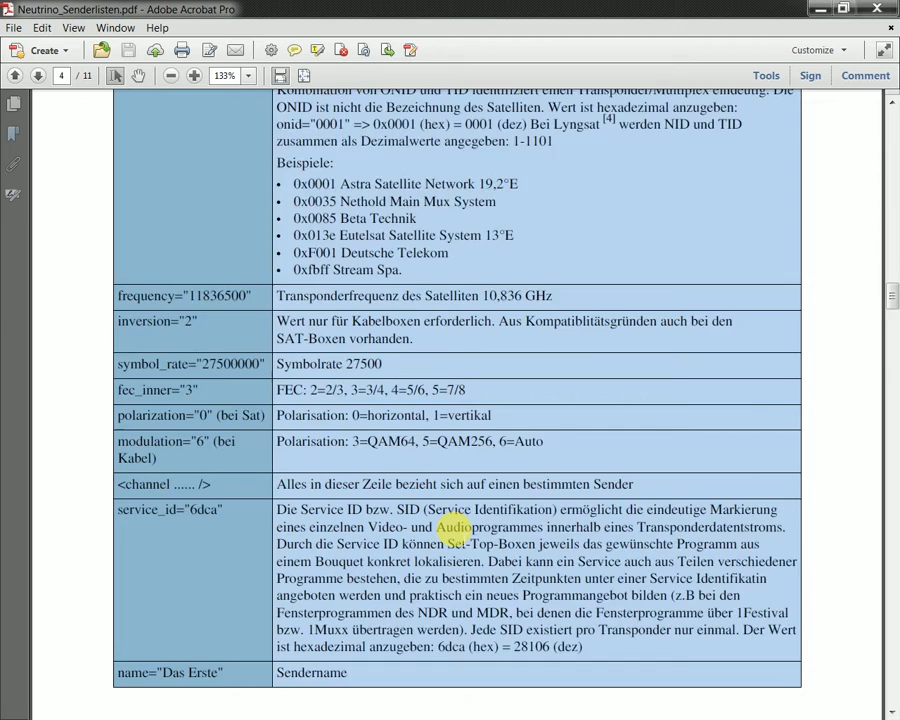 Neutrino_Senderlisten.pdf - Adobe Acrobat Pro
File Edit View Window Help
Create
Customize
4 / 11
133%
Tools Sign Comment
Kombination von ONID und TID identifiziert einen Transponder/Multiplex eindeutig. Die
ONID ist nicht die Bezeichnung des Satelliten. Wert ist hexadezimal anzugeben:
onid="0001" => 0x0001 (hex) = 0001 (dez) Bei Lyngsat [4] werden NID und TID
zusammen als Dezimalwerte angegeben: 1-1101
Beispiele:
• 0x0001 Astra Satellite Network 19,2°E
• 0x0035 Nethold Main Mux System
• 0x0085 Beta Technik
• 0x013e Eutelsat Satellite System 13°E
• 0xF001 Deutsche Telekom
• 0xfbff Stream Spa.
frequency="11836500" Transponderfrequenz des Satelliten 10,836 GHz
inversion="2" Wert nur für Kabelboxen erforderlich. Aus Kompatiblitätsgründen auch bei den
SAT-Boxen vorhanden.
symbol_rate="27500000" Symbolrate 27500
fec_inner="3" FEC: 2=2/3, 3=3/4, 4=5/6, 5=7/8
polarization="0" (bei Sat) Polarisation: 0=horizontal, 1=vertikal
modulation="6" (bei Polarisation: 3=QAM64, 5=QAM256, 6=Auto
Kabel)
<channel ...... /> Alles in dieser Zeile bezieht sich auf einen bestimmten Sender
service_id="6dca" Die Service ID bzw. SID (Service Identifikation) ermöglicht die eindeutige Markierung
eines einzelnen Video- und Audioprogrammes innerhalb eines Transponderdatentstroms.
Durch die Service ID können Set-Top-Boxen jeweils das gewünschte Programm aus
einem Bouquet konkret lokalisieren. Dabei kann ein Service auch aus Teilen verschiedener
Programme bestehen, die zu bestimmten Zeitpunkten unter einer Service Identifikatin
angeboten werden und praktisch ein neues Programmangebot bilden (z.B bei den
Fensterprogrammen des NDR und MDR, bei denen die Fensterprogramme über 1Festival
bzw. 1Muxx übertragen werden). Jede SID existiert pro Transponder nur einmal. Der Wert
ist hexadezimal anzugeben: 6dca (hex) = 28106 (dez)
name="Das Erste" Sendername